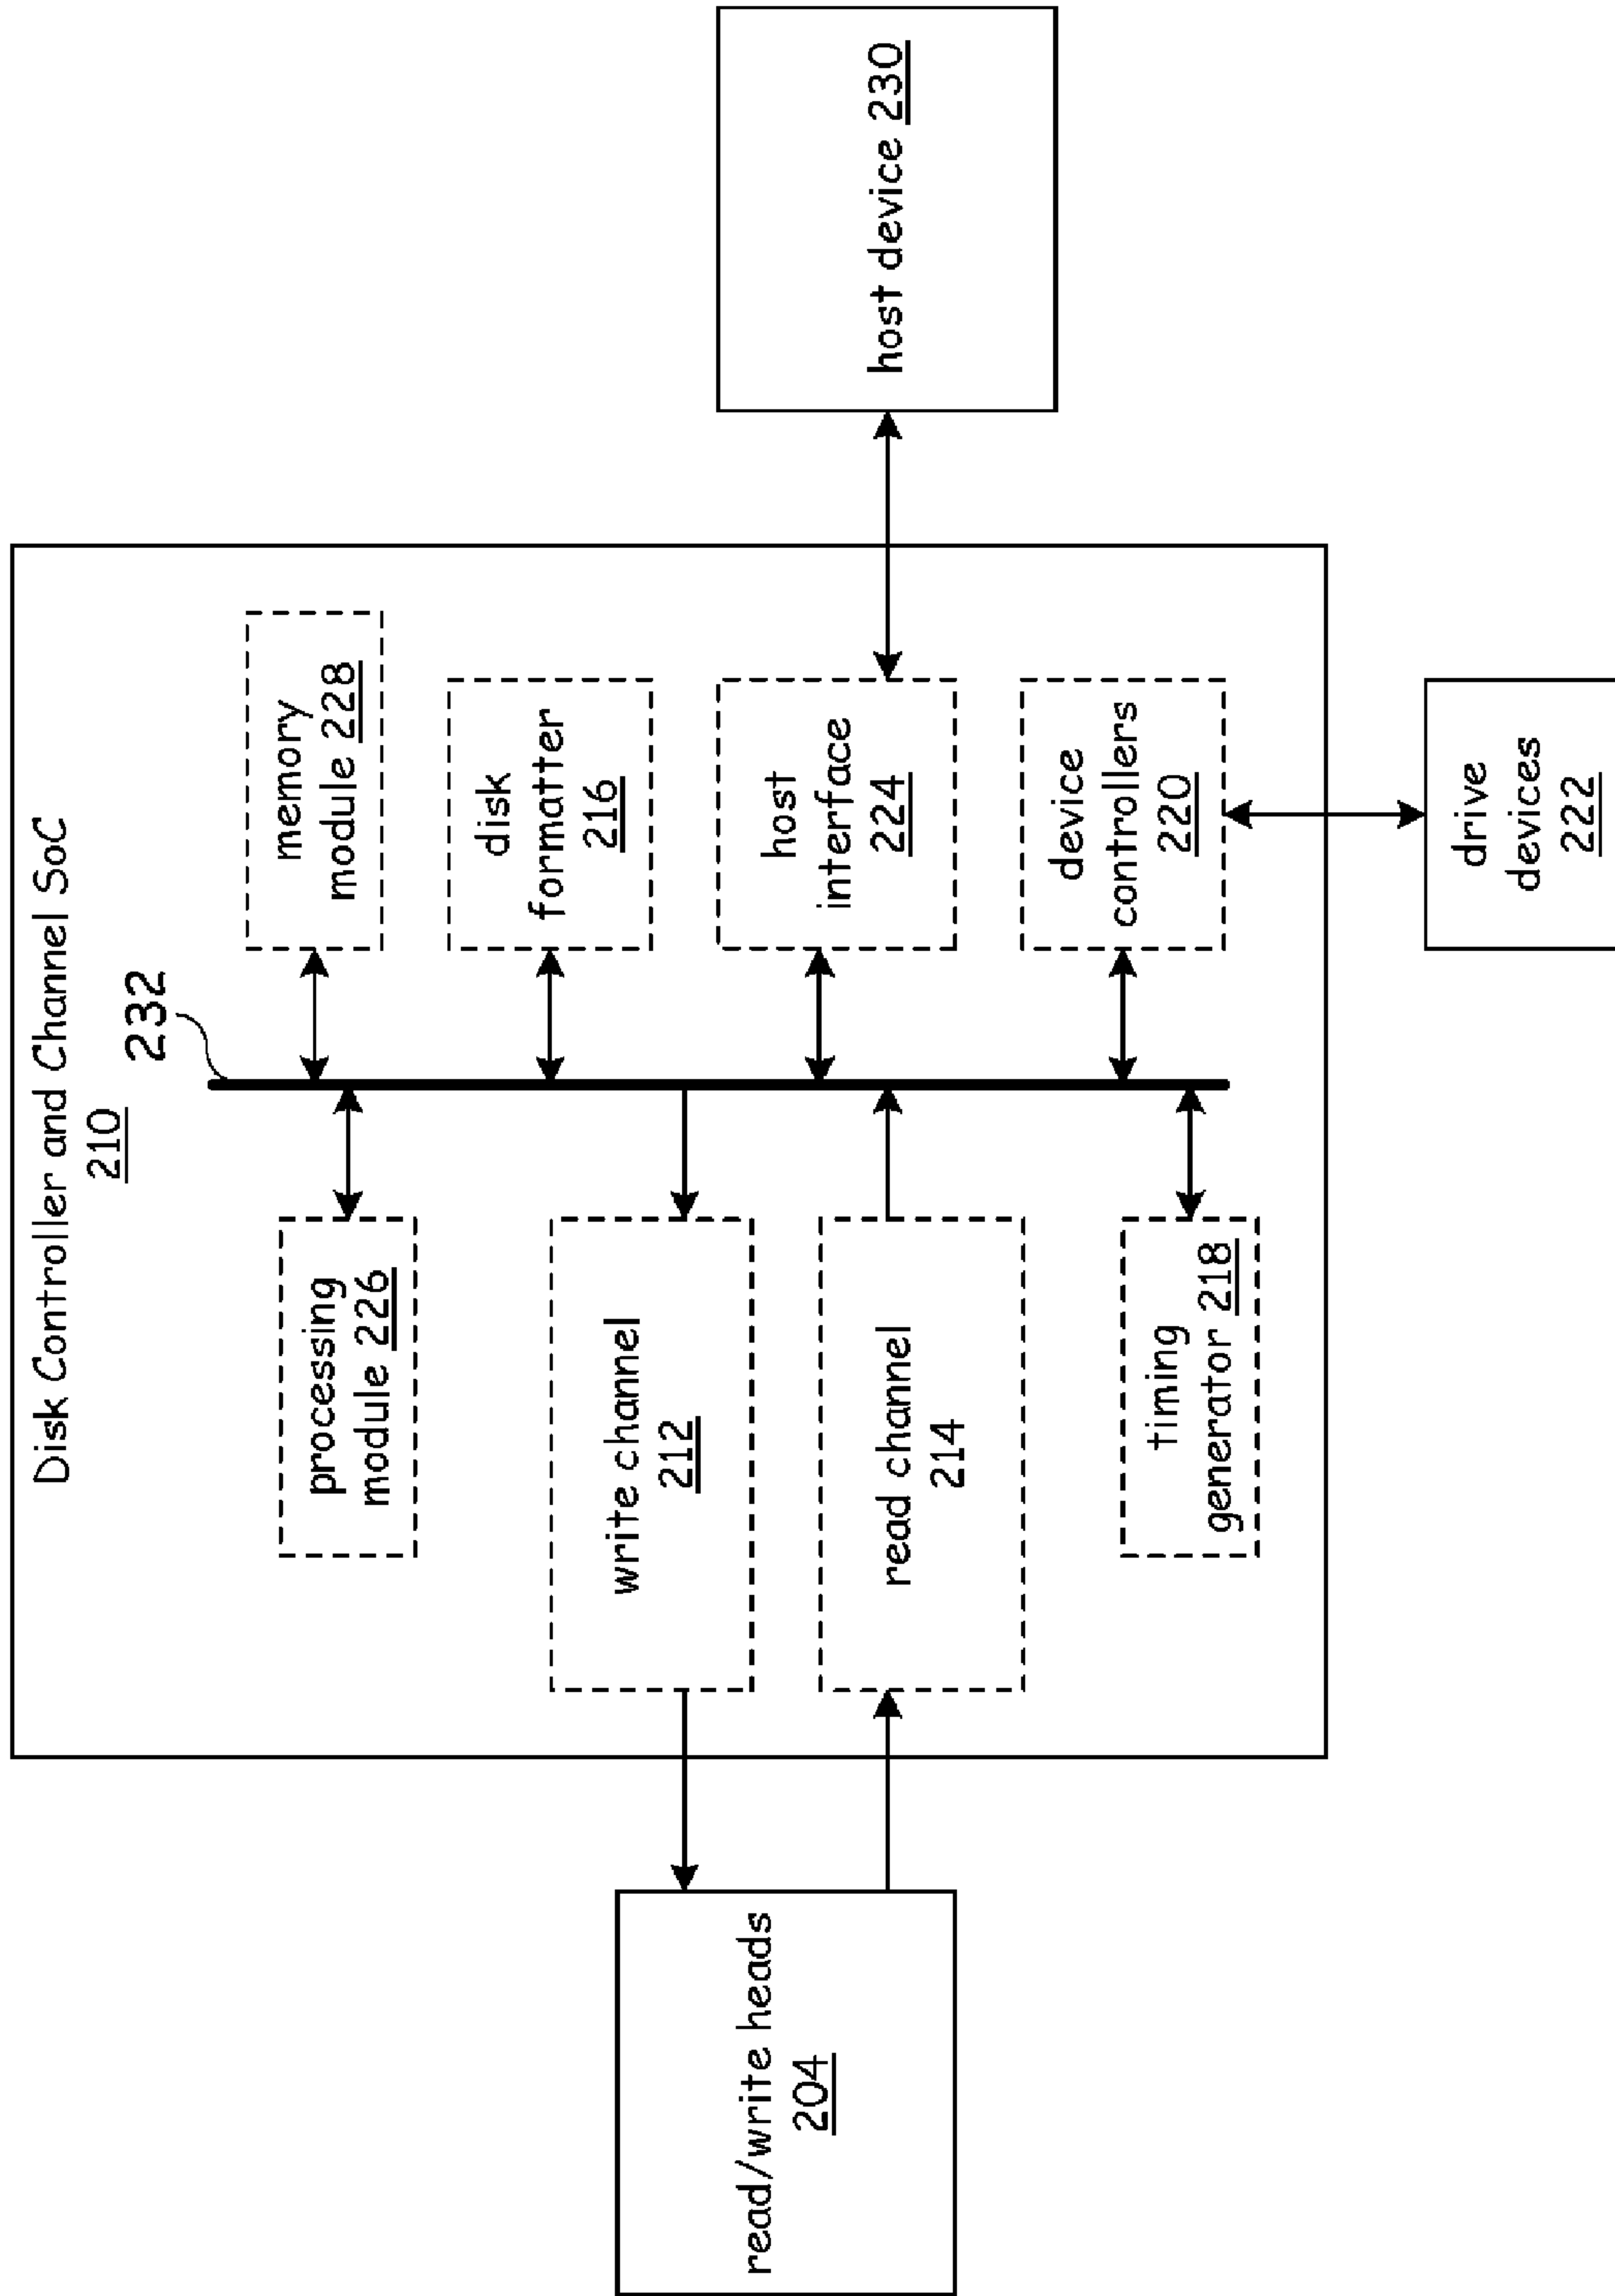 Disk Controller and Channel SoC
210
232
processing
module 226
memory
module 228
write channel
212
disk
formatter
216
read/write heads
204
read channel
214
host
interface
224
host device 230
timing
generator 218
device
controllers
220
drive
devices
222